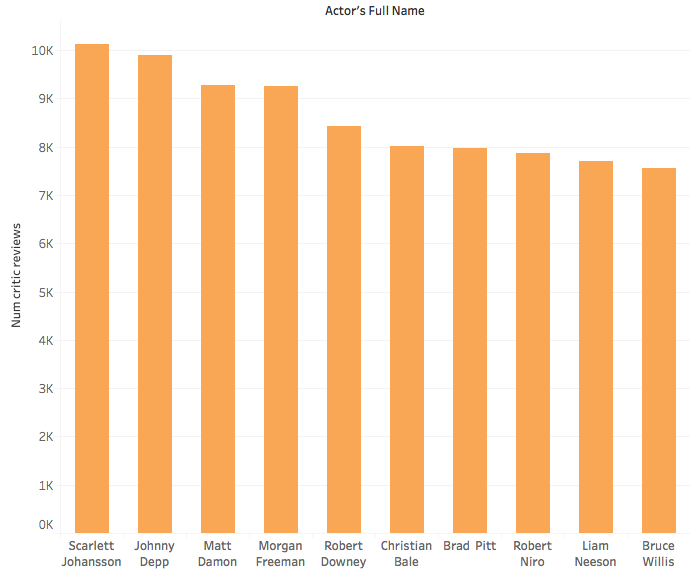 Actor's Full Name
10K
9K
8K
7K
6K
5K
4K
3K
2K
1K
0K
Num critic reviews
Scarlett Johansson
Johnny Depp
Matt Damon
Morgan Freeman
Robert Downey
Christian Bale
Brad Pitt
Robert Niro
Liam Neeson
Bruce Willis